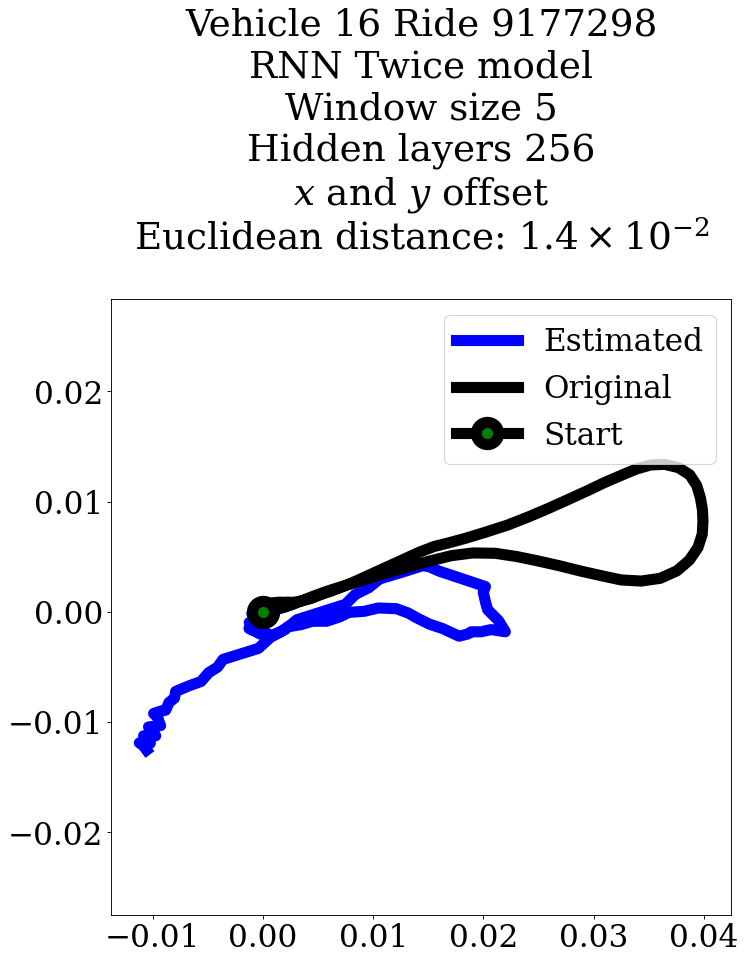 Vehicle 16 Ride 9177298
RNN Twice model
Window size 5
Hidden layers 256
x and y offset
Euclidean distance: 1.4 × 10⁻²
Estimated
Original
Start
0.02
0.01
0.00
−0.01
−0.02
−0.01 0.00 0.01 0.02 0.03 0.04